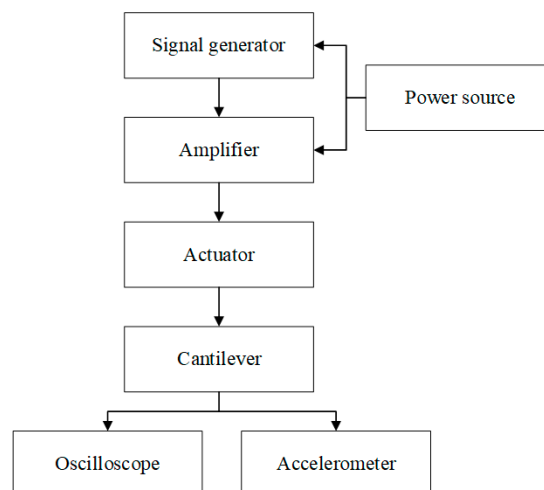 Signal generator
Power source
Amplifier
Actuator
Cantilever
Oscilloscope
Accelerometer